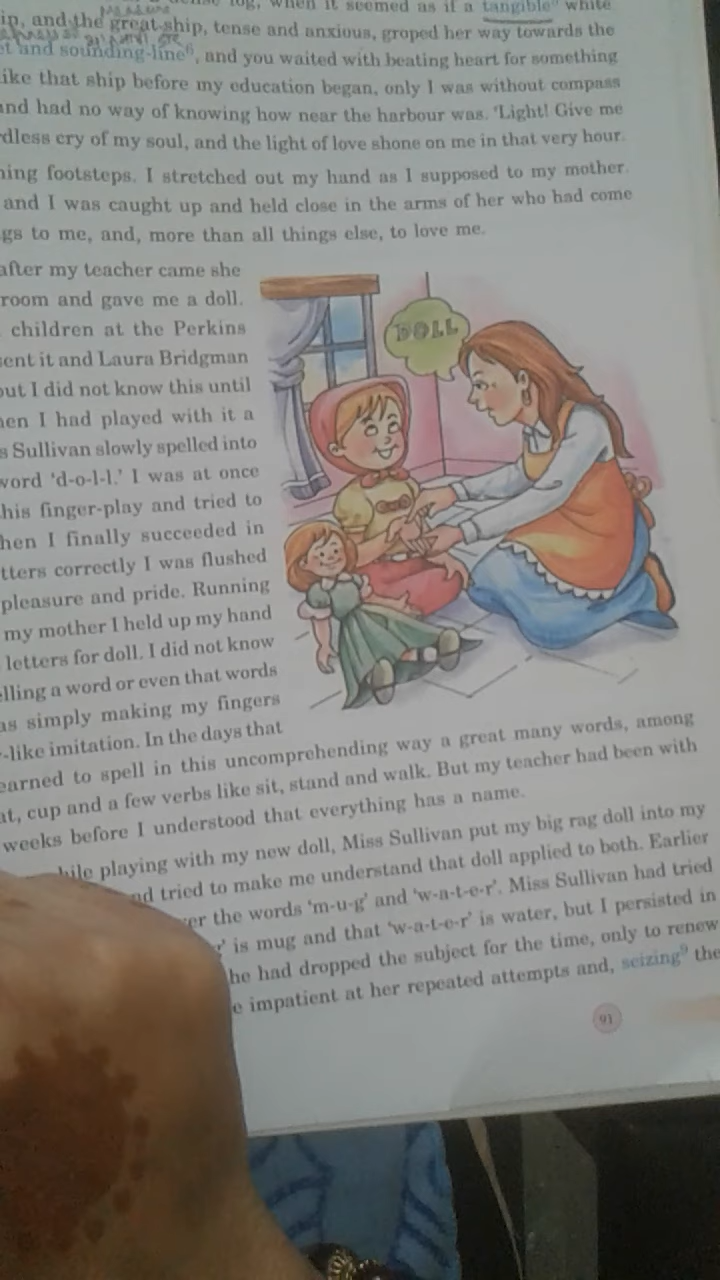 dense fog, when it seemed as if a tangible white
ip, and the great ship, tense and anxious, groped her way towards the
et and sounding-line6, and you waited with beating heart for something
ike that ship before my education began, only I was without compass
and had no way of knowing how near the harbour was. 'Light! Give me
rdless cry of my soul, and the light of love shone on me in that very hour.
ning footsteps. I stretched out my hand as I supposed to my mother.
and I was caught up and held close in the arms of her who had come
gs to me, and, more than all things else, to love me.
after my teacher came she
room and gave me a doll.
children at the Perkins
sent it and Laura Bridgman
but I did not know this until
hen I had played with it a
s Sullivan slowly spelled into
word 'd-o-l-l.' I was at once
his finger-play and tried to
hen I finally succeeded in
tters correctly I was flushed
pleasure and pride. Running
my mother I held up my hand
letters for doll. I did not know
elling a word or even that words
as simply making my fingers
-like imitation. In the days that
DOLL
earned to spell in this uncomprehending way a great many words, among
at, cup and a few verbs like sit, stand and walk. But my teacher had been with
weeks before I understood that everything has a name.
hile playing with my new doll, Miss Sullivan put my big rag doll into my
nd tried to make me understand that doll applied to both. Earlier
ver the words 'm-u-g' and 'w-a-t-e-r'. Miss Sullivan had tried
' is mug and that 'w-a-t-e-r' is water, but I persisted in
he had dropped the subject for the time, only to renew
e impatient at her repeated attempts and, seizing9 the
91